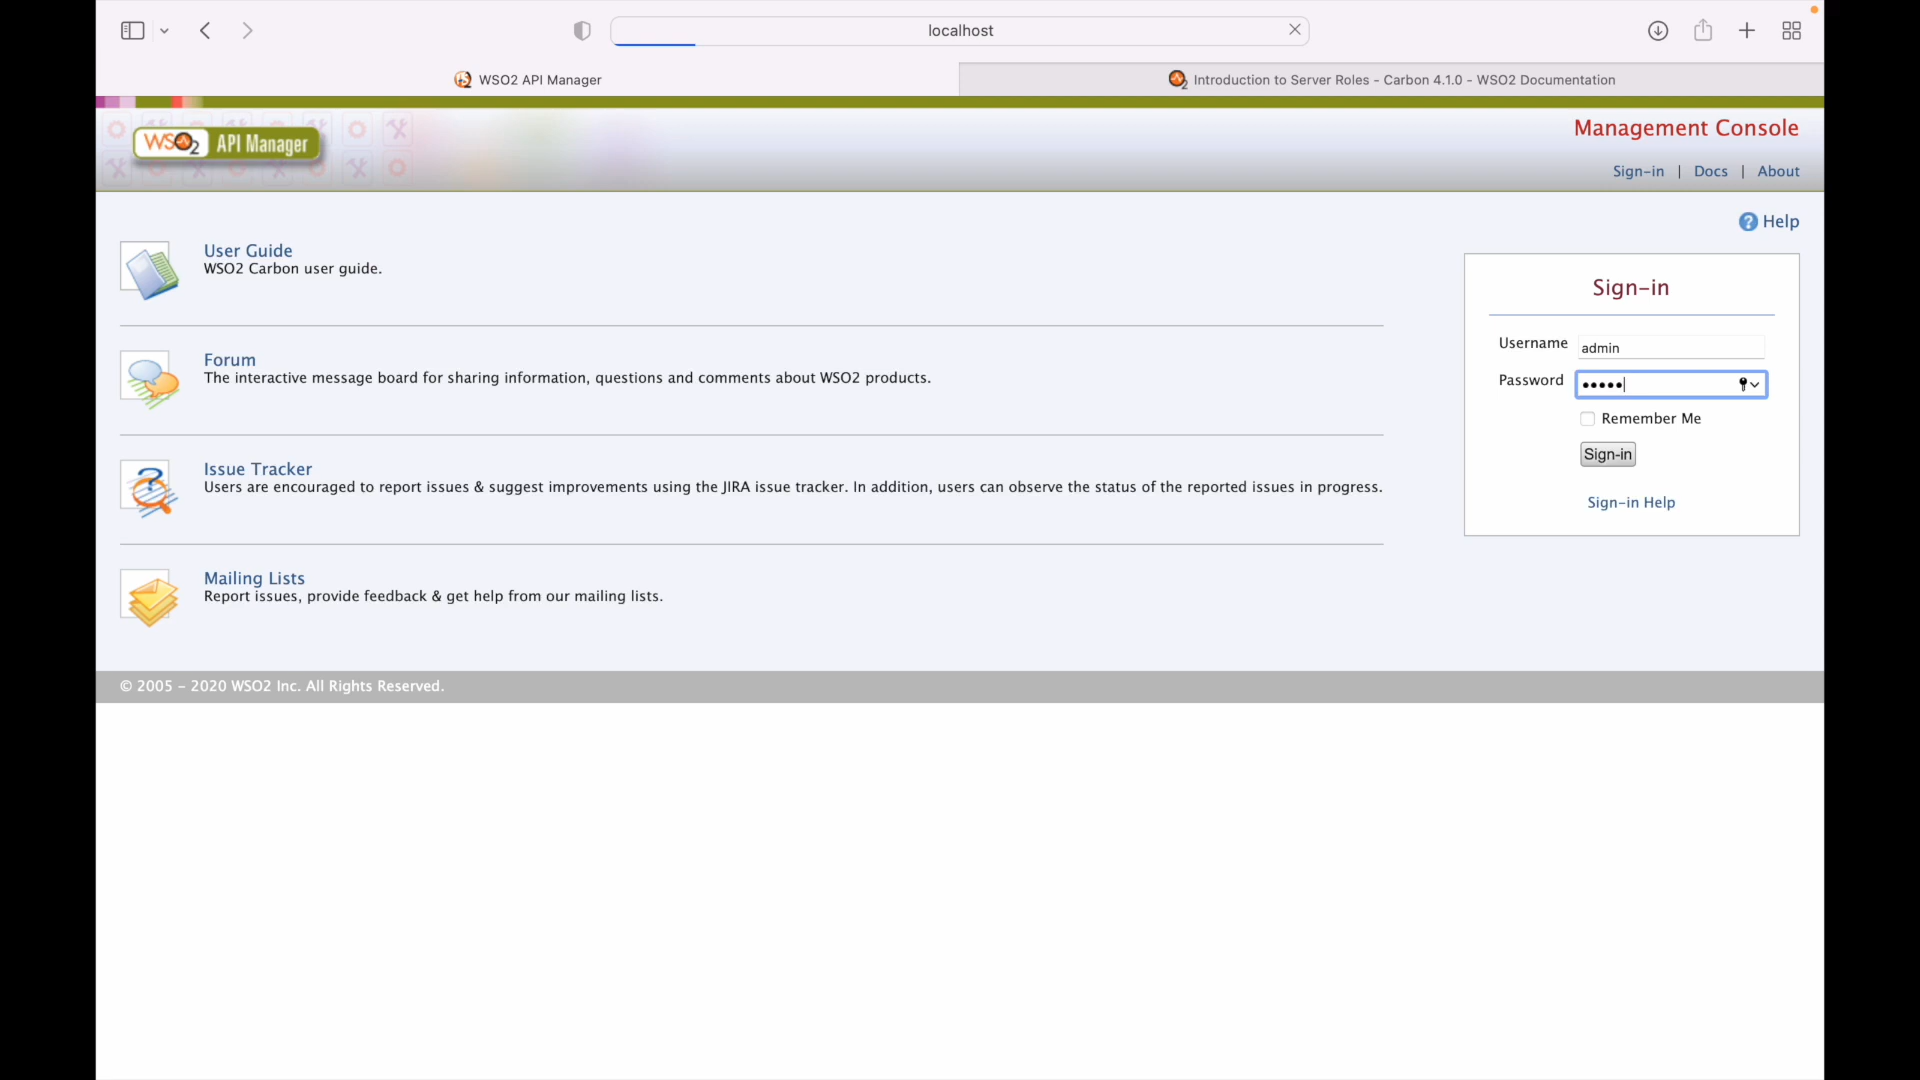 localhost
WSO2 API Manager
Introduction to Server Roles - Carbon 4.1.0 - WSO2 Documentation
WSO2 API Manager
Management Console
Sign-in | Docs | About
Help
User Guide
WSO2 Carbon user guide.
Sign-in
Username admin
Forum
The interactive message board for sharing information, questions and comments about WSO2 products.
Password •••••
Remember Me
Sign-in
Issue Tracker
Users are encouraged to report issues & suggest improvements using the JIRA issue tracker. In addition, users can observe the status of the reported issues in progress.
Sign-in Help
Mailing Lists
Report issues, provide feedback & get help from our mailing lists.
© 2005 - 2020 WSO2 Inc. All Rights Reserved.